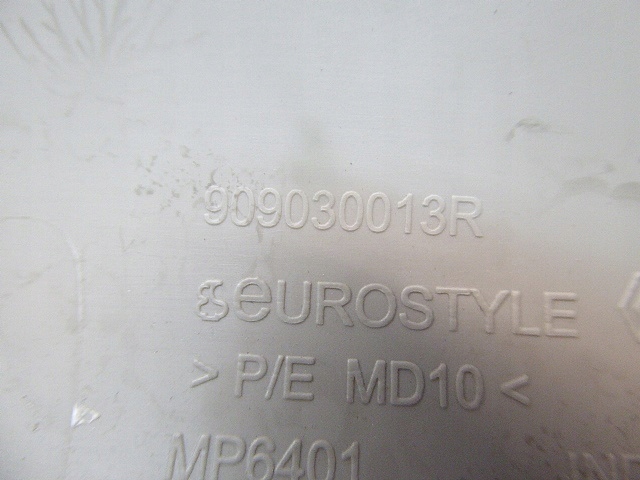 909030013R
eUROSTYLE
> P/E MD10 <
MP6401